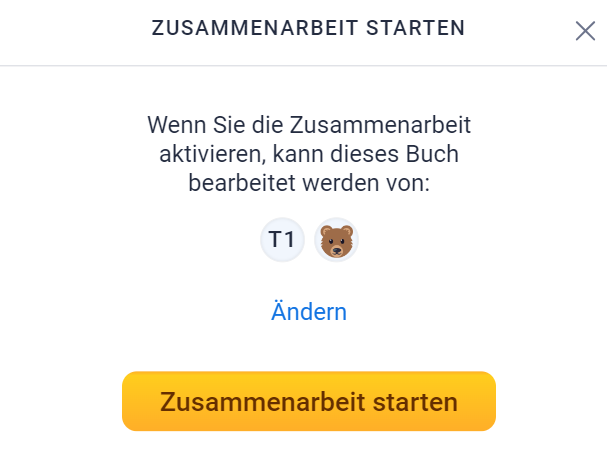 ZUSAMMENARBEIT STARTEN
Wenn Sie die Zusammenarbeit
aktivieren, kann dieses Buch
bearbeitet werden von:
T1
Ändern
Zusammenarbeit starten